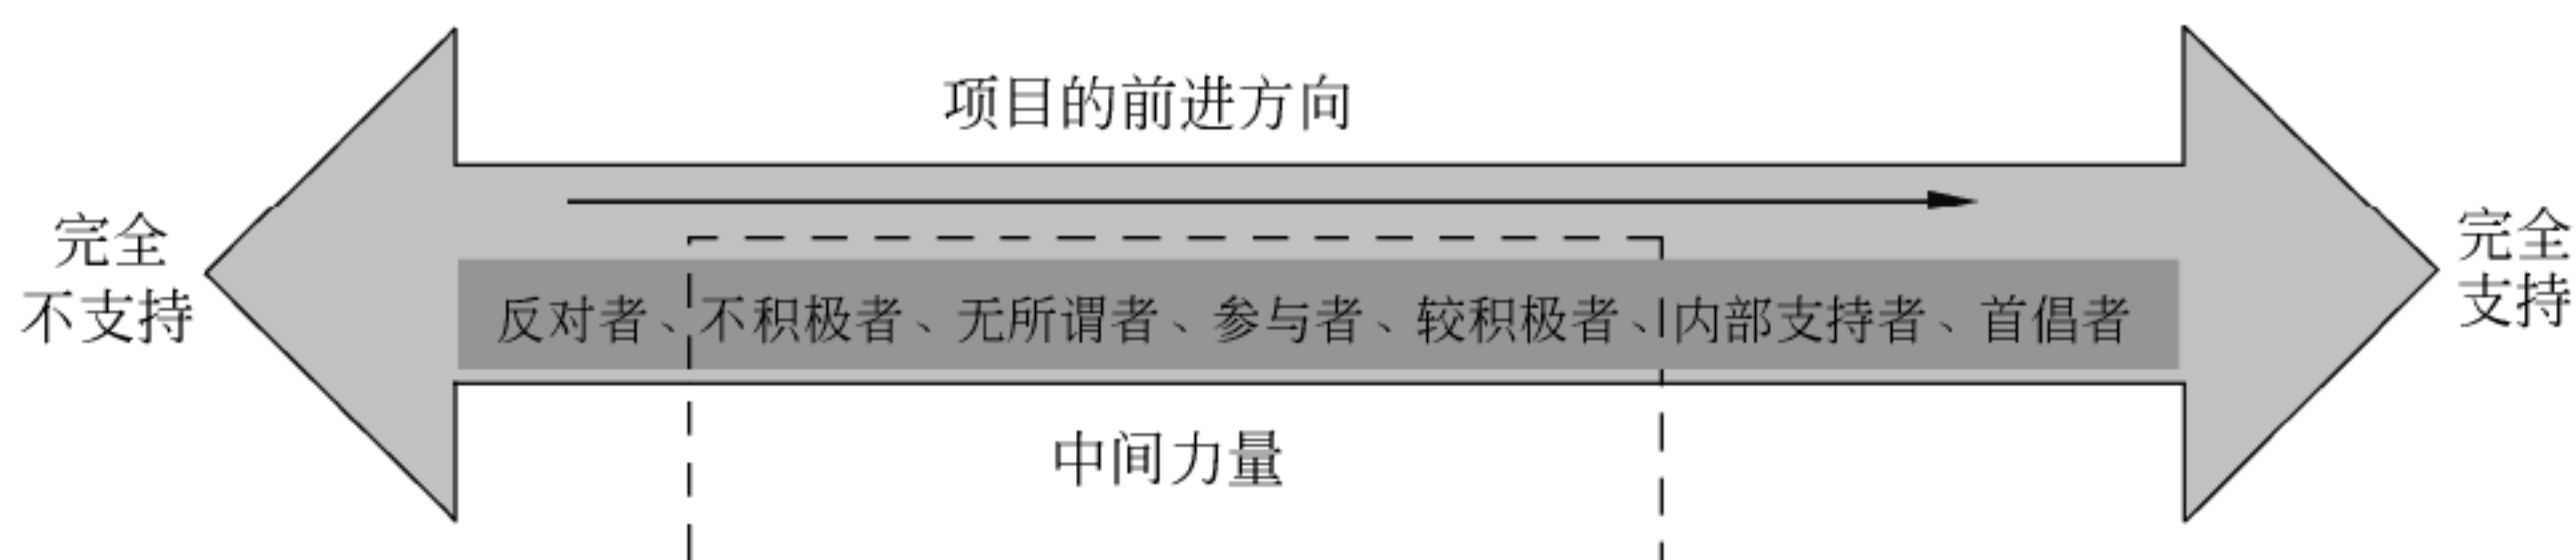 项目的前进方向
完全
不支持
完全
支持
反对者、不积极者、无所谓者、参与者、较积极者、内部支持者、首倡者
中间力量